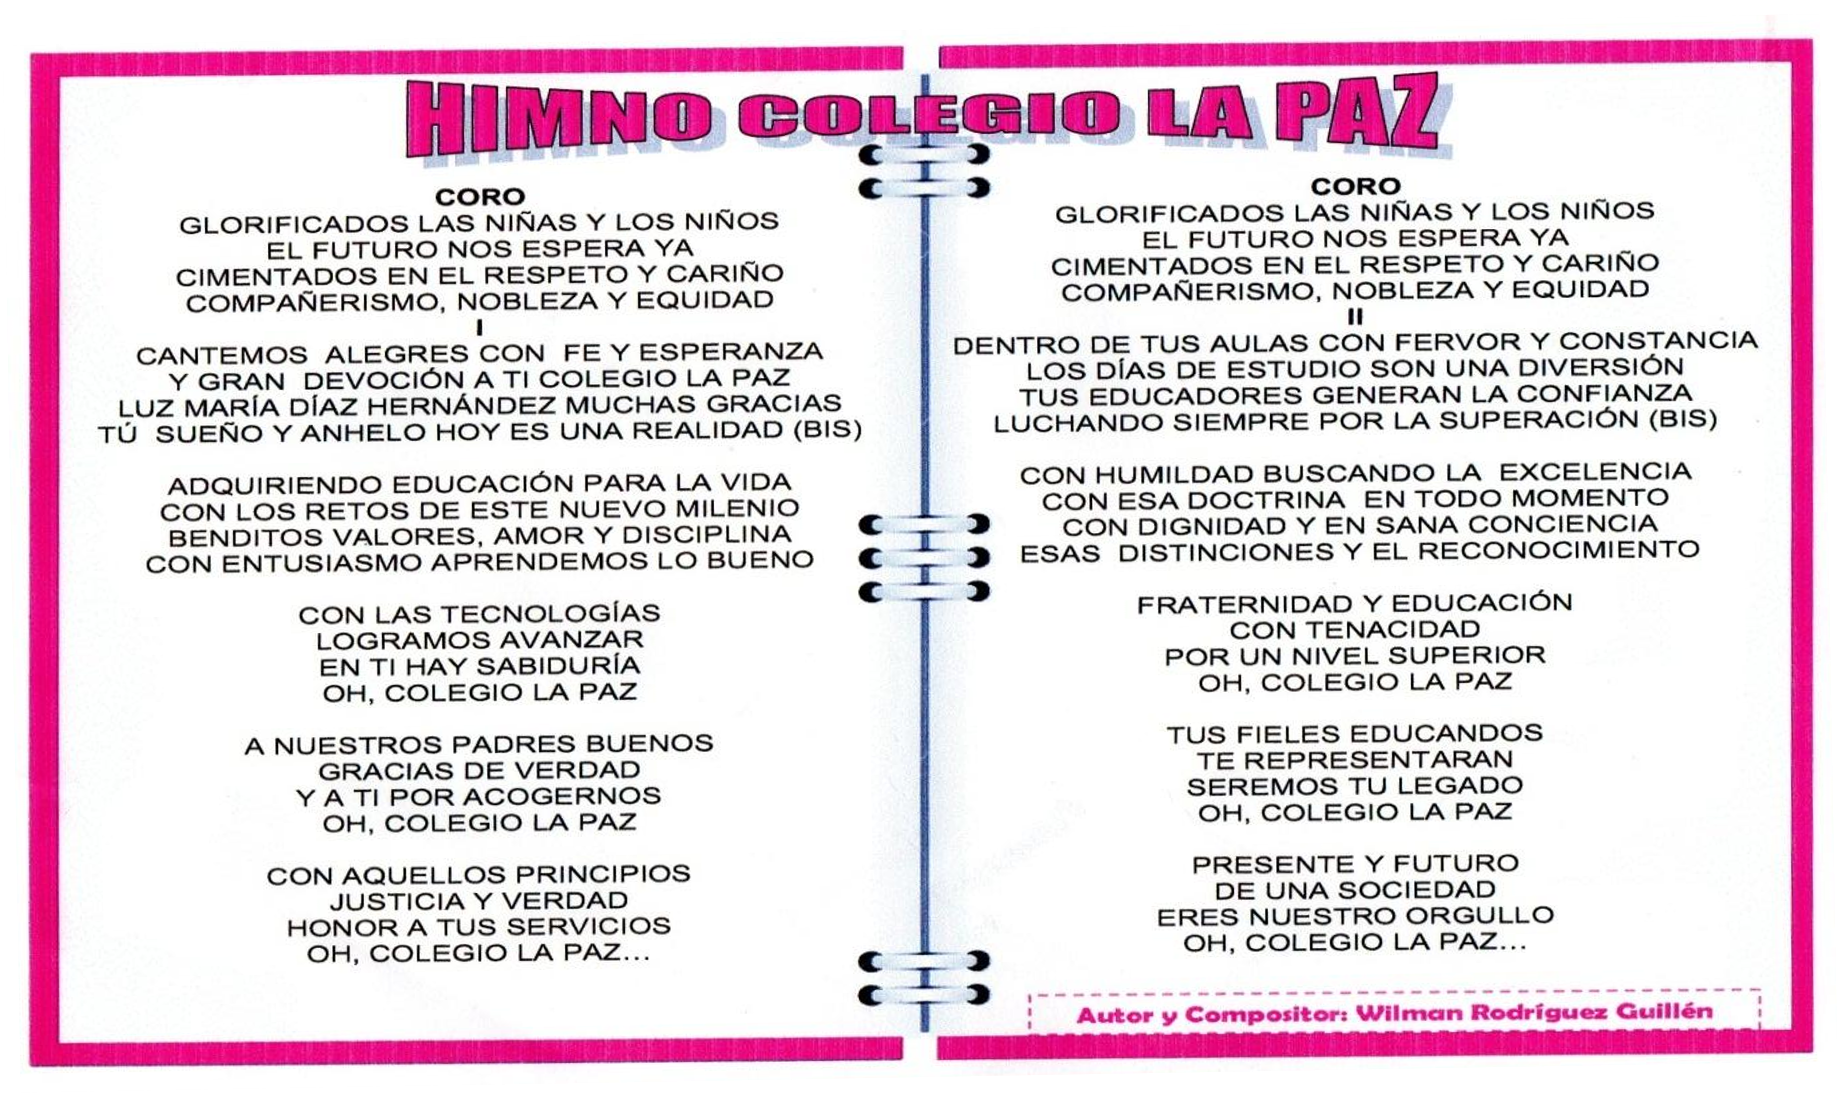 HIMNO COLEGIO LA PAZ
CORO
GLORIFICADOS LAS NIÑAS Y LOS NIÑOS
EL FUTURO NOS ESPERA YA
CIMENTADOS EN EL RESPETO Y CARIÑO
COMPAÑERISMO, NOBLEZA Y EQUIDAD
I
CANTEMOS ALEGRES CON FE Y ESPERANZA
Y GRAN DEVOCIÓN A TI COLEGIO LA PAZ
LUZ MARÍA DÍAZ HERNÁNDEZ MUCHAS GRACIAS
TÚ SUEÑO Y ANHELO HOY ES UNA REALIDAD (BIS)
ADQUIRIENDO EDUCACIÓN PARA LA VIDA
CON LOS RETOS DE ESTE NUEVO MILENIO
BENDITOS VALORES, AMOR Y DISCIPLINA
CON ENTUSIASMO APRENDEMOS LO BUENO
CON LAS TECNOLOGÍAS
LOGRAMOS AVANZAR
EN TI HAY SABIDURÍA
OH, COLEGIO LA PAZ
A NUESTROS PADRES BUENOS
GRACIAS DE VERDAD
Y A TI POR ACOGERNOS
OH, COLEGIO LA PAZ
CON AQUELLOS PRINCIPIOS
JUSTICIA Y VERDAD
HONOR A TUS SERVICIOS
OH, COLEGIO LA PAZ...
CORO
GLORIFICADOS LAS NIÑAS Y LOS NIÑOS
EL FUTURO NOS ESPERA YA
CIMENTADOS EN EL RESPETO Y CARIÑO
COMPAÑERISMO, NOBLEZA Y EQUIDAD
II
DENTRO DE TUS AULAS CON FERVOR Y CONSTANCIA
LOS DÍAS DE ESTUDIO SON UNA DIVERSIÓN
TUS EDUCADORES GENERAN LA CONFIANZA
LUCHANDO SIEMPRE POR LA SUPERACIÓN (BIS)
CON HUMILDAD BUSCANDO LA EXCELENCIA
CON ESA DOCTRINA EN TODO MOMENTO
CON DIGNIDAD Y EN SANA CONCIENCIA
ESAS DISTINCIONES Y EL RECONOCIMIENTO
FRATERNIDAD Y EDUCACIÓN
CON TENACIDAD
POR UN NIVEL SUPERIOR
OH, COLEGIO LA PAZ
TUS FIELES EDUCANDOS
TE REPRESENTARAN
SEREMOS TU LEGADO
OH, COLEGIO LA PAZ
PRESENTE Y FUTURO
DE UNA SOCIEDAD
ERES NUESTRO ORGULLO
OH, COLEGIO LA PAZ...
Autor y Compositor: Wilman Rodríguez Guillén